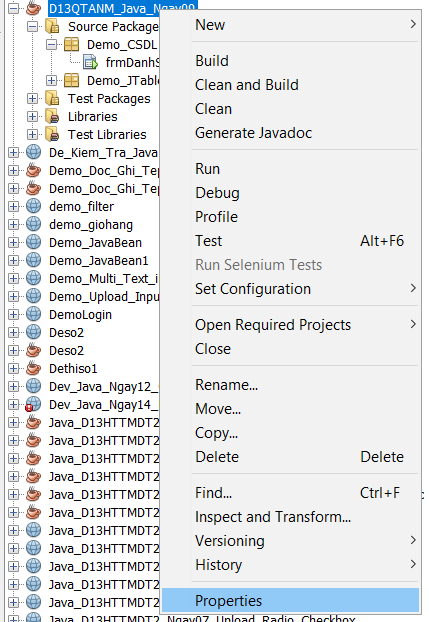 D13QTANM_Java_Ngay09
Source Package
Demo_CSDL
frmDanhS
Demo_JTable
Test Packages
Libraries
Test Libraries
De_Kiem_Tra_Java
Demo_Doc_Ghi_Tep
Demo_Doc_Ghi_Tep
demo_filter
demo_giohang
Demo_JavaBean
Demo_JavaBean1
Demo_Multi_Text_i
Demo_Upload_Inpu
DemoLogin
Deso2
Deso2
Dethiso1
Dev_Java_Ngay12_
Dev_Java_Ngay14_
Java_D13HTTMDT2
Java_D13HTTMDT2
Java_D13HTTMDT2
Java_D13HTTMDT2
Java_D13HTTMDT2
Java_D13HTTMDT2
Java_D13HTTMDT2
Java_D13HTTMDT2
Java_D13HTTMDT2
Java_D13HTTMDT2
Java_D13HTTMDT2
Java_D13HTTMDT2_Ngay07_Upload_Radio_Checkbox
New
Build
Clean and Build
Clean
Generate Javadoc
Run
Debug
Profile
Test Alt+F6
Run Selenium Tests
Set Configuration
Open Required Projects
Close
Rename...
Move...
Copy...
Delete Delete
Find... Ctrl+F
Inspect and Transform...
Versioning
History
Properties